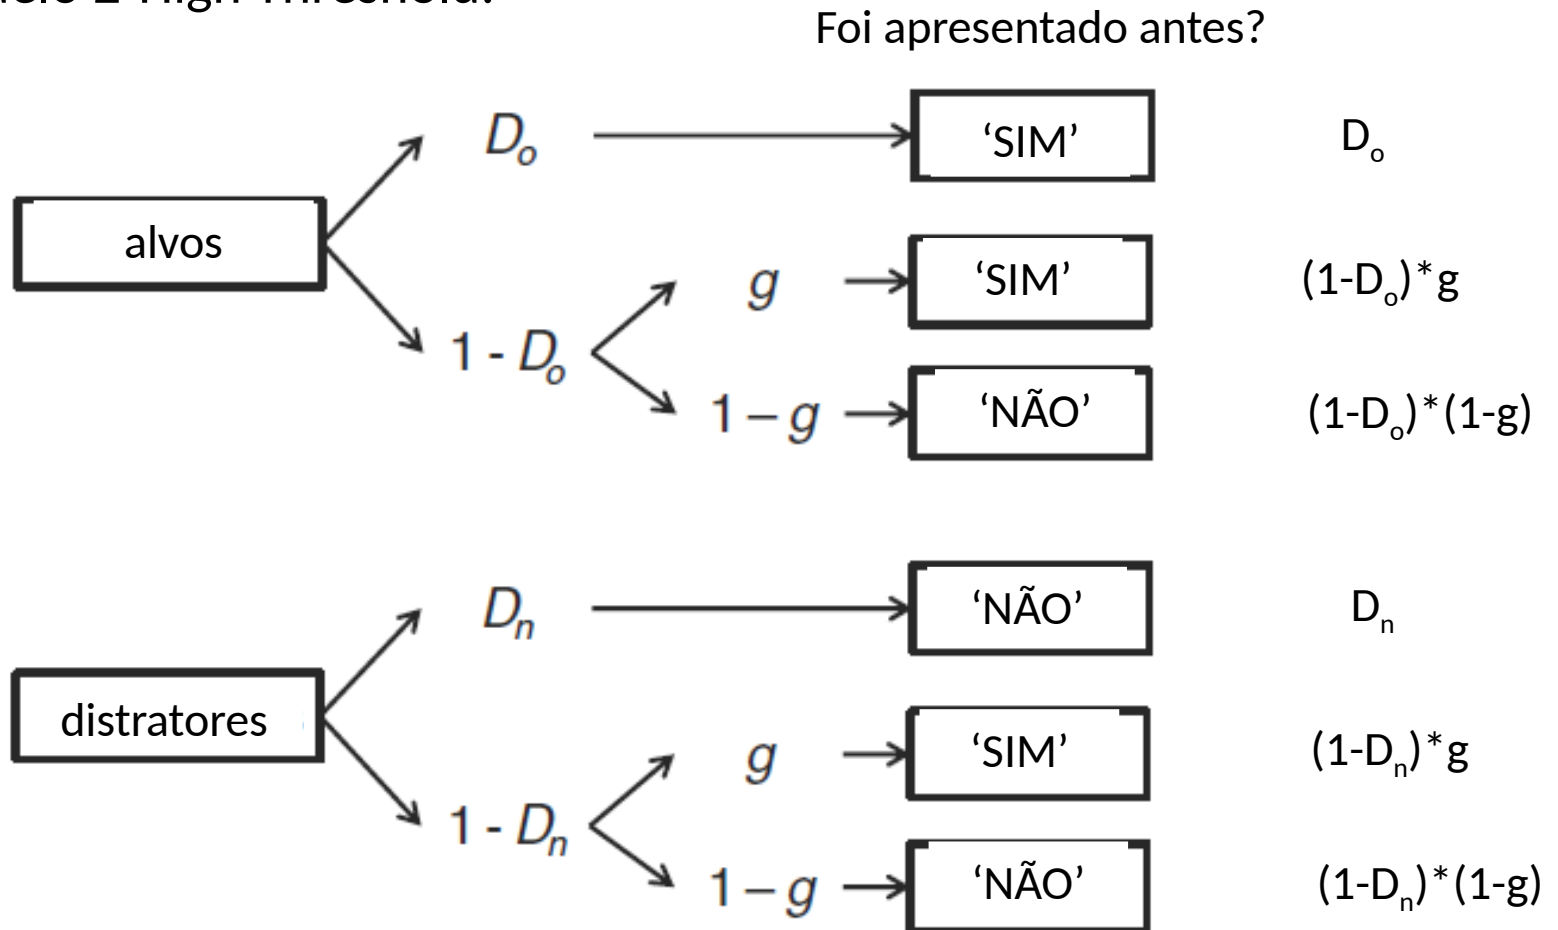 Foi apresentado antes?
D_o ‘SIM’ D_o
alvos
g ‘SIM’ (1-D_o)*g
1 - D_o
1 – g ‘NÃO’ (1-D_o)*(1-g)
D_n ‘NÃO’ D_n
distratores
g ‘SIM’ (1-D_n)*g
1 - D_n
1 – g ‘NÃO’ (1-D_n)*(1-g)